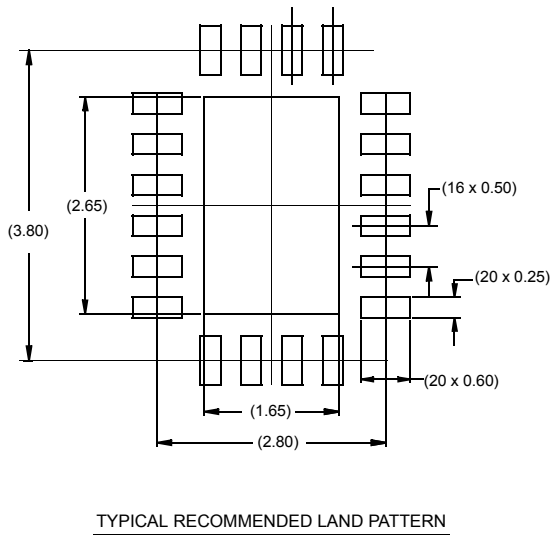 (16 x 0.50)
(2.65)
(3.80)
(20 x 0.25)
(20 x 0.60)
(1.65)
(2.80)
TYPICAL RECOMMENDED LAND PATTERN